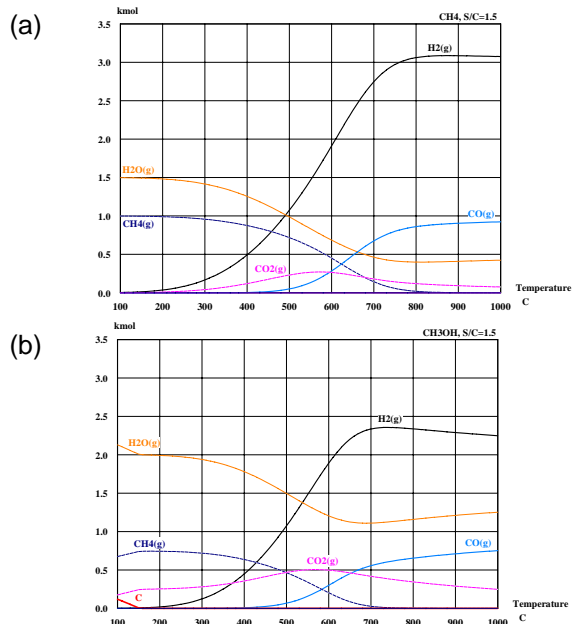 (a)
kmol
CH4, S/C=1.5
3.5
H2(g)
3.0
2.5
2.0
H2O(g)
1.5
CH4(g)
1.0
CO(g)
0.5
CO2(g)
0.0
100 200 300 400 500 600 700 800 900 1000
Temperature
C
(b)
kmol
CH3OH, S/C=1.5
3.5
3.0
2.5
H2(g)
H2O(g)
2.0
1.5
1.0
CH4(g)
CO(g)
CO2(g)
0.5
C
0.0
100 200 300 400 500 600 700 800 900 1000
Temperature
C